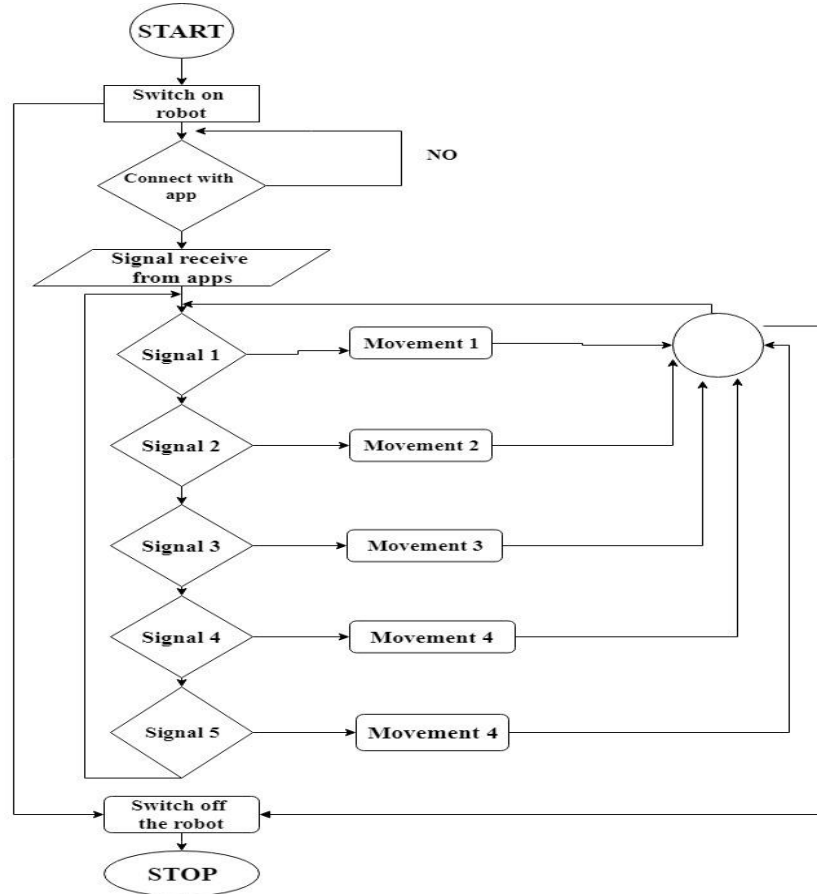 START
Switch on
robot
NO
Connect with
app
Signal receive
from apps
Signal 1
Movement 1
Signal 2
Movement 2
Signal 3
Movement 3
Signal 4
Movement 4
Signal 5
Movement 4
Switch off
the robot
STOP